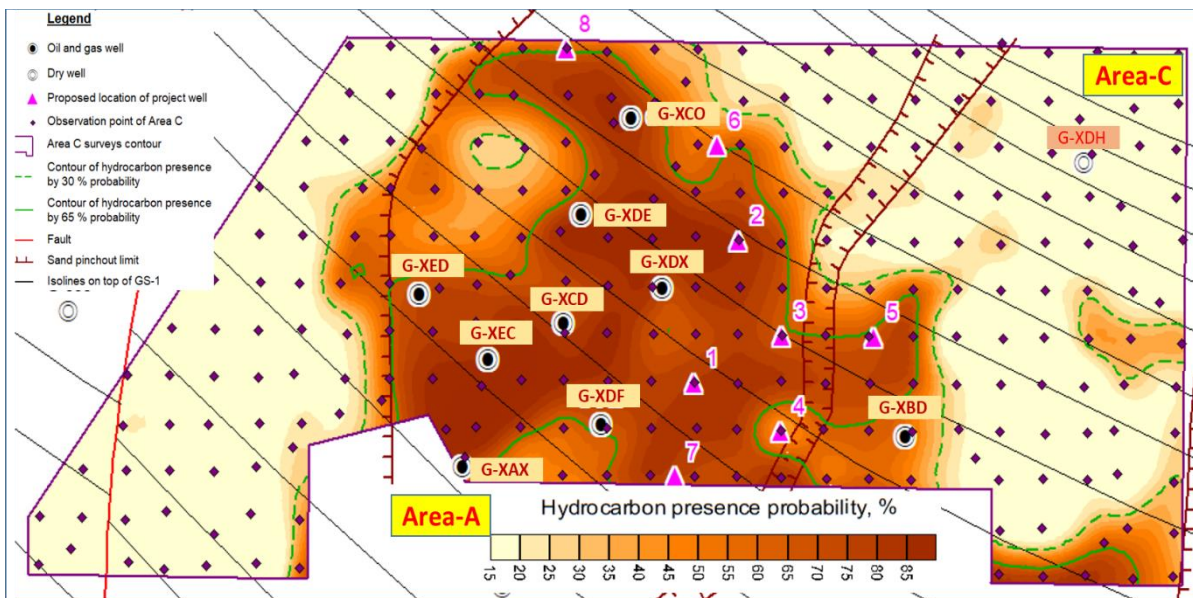 Legend
Oil and gas well
Dry well
Proposed location of project well
Observation point of Area C
Area C surveys contour
Contour of hydrocarbon presence
by 30 % probability
Contour of hydrocarbon presence
by 65 % probability
Fault
Sand pinchout limit
Isolines on top of GS-1
8
Area-C
G-XCO
6
G-XDH
G-XDE
2
G-XED
G-XDX
G-XCD
3
5
G-XEC
1
G-XDF
4
G-XBD
7
G-XAX
Area-A
Hydrocarbon presence probability, %
15 20 25 30 35 40 45 50 55 60 65 70 75 80 85